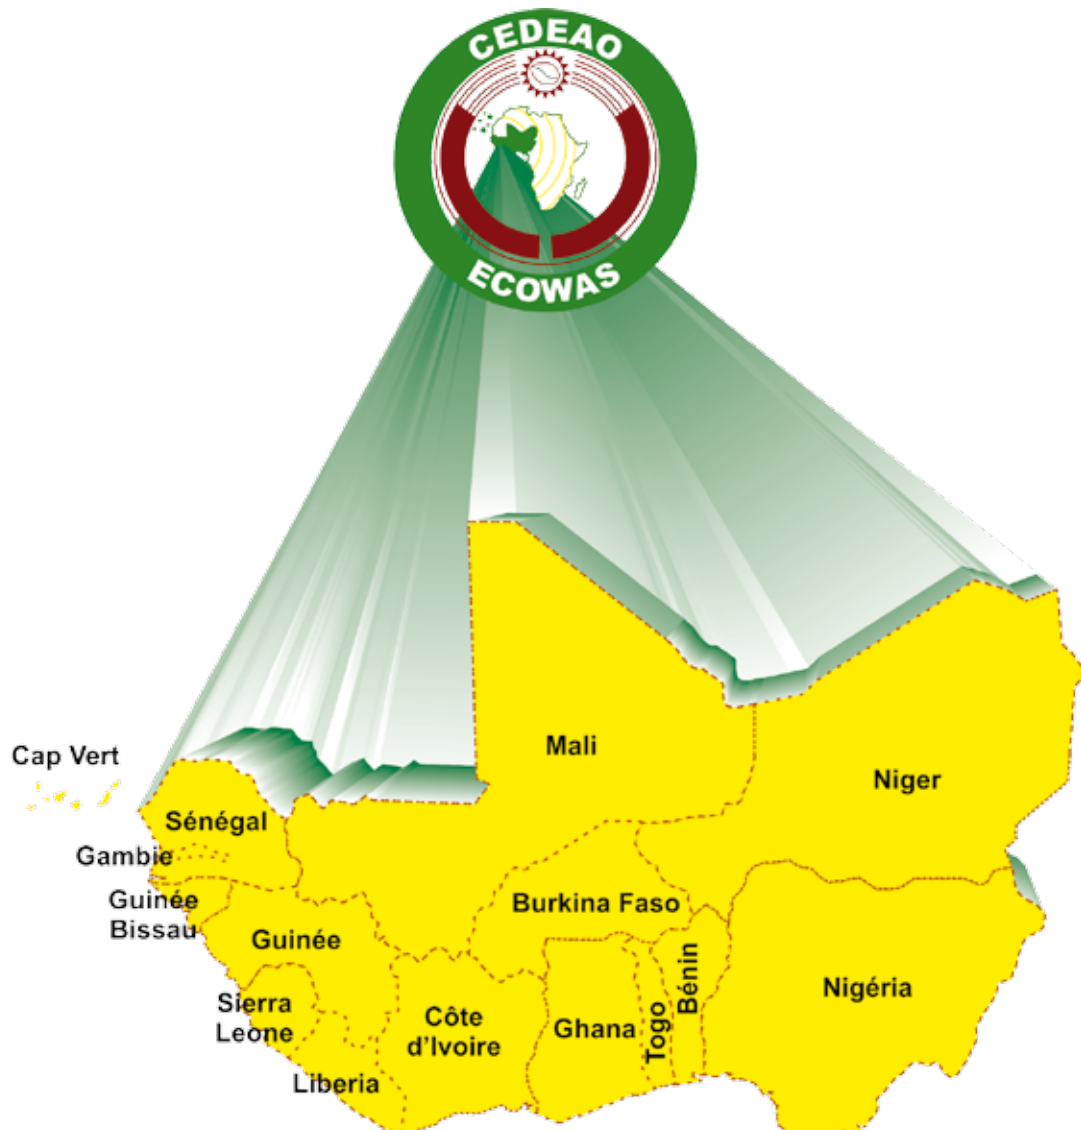 CEDEAO
ECOWAS
Mali
Cap Vert
Niger
Sénégal
Gambie
Guinée
Bissau
Burkina Faso
Guinée
Bénin
Nigéria
Sierra
Leone
Côte
d'Ivoire
Ghana
Togo
Liberia